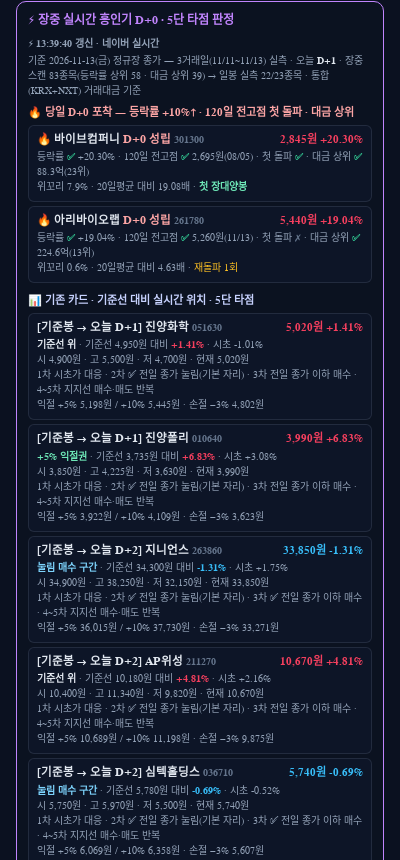 ⚡ 장중 실시간 흥인기 D+0 · 5단 타점 판정
⚡ 13:39:40 갱신 · 네이버 실시간
기준 2026-11-13(금) 정규장 종가 — 3거래일(11/11~11/13) 실측 · 오늘 D+1 · 장중
스캔 83종목(등락률 상위 58 · 대금 상위 39) → 일봉 실측 22/23종목 · 통합
(KRX+NXT) 거래대금 기준
🔥 당일 D+0 포착 — 등락률 +10%↑ · 120일 전고점 첫 돌파 · 대금 상위
🔥 바이브컴퍼니 D+0 성립 301300 2,845원 +20.30%
등락률 ✅ +20.30% · 120일 전고점 ✅ 2,695원(08/05) · 첫 돌파 ✅ · 대금 상위 ✅
88.3억(23위)
위꼬리 7.9% · 20일평균 대비 19.08배 · 첫 장대양봉
🔥 아리바이오랩 D+0 성립 261780 5,440원 +19.04%
등락률 ✅ +19.04% · 120일 전고점 ✅ 5,260원(11/13) · 첫 돌파 ✗ · 대금 상위 ✅
224.6억(13위)
위꼬리 0.6% · 20일평균 대비 4.63배 · 재돌파 1회
📊 기존 카드 · 기준선 대비 실시간 위치 · 5단 타점
[기준봉 → 오늘 D+1] 진양화학 051630 5,020원 +1.41%
기준선 위 · 기준선 4,950원 대비 +1.41% · 시초 -1.01%
시 4,900원 · 고 5,500원 · 저 4,700원 · 현재 5,020원
1차 시초가 대응 · 2차 ✅ 전일 종가 눌림(기본 자리) · 3차 전일 종가 이하 매수 ·
4~5차 지지선 매수·매도 반복
익절 +5% 5,198원 / +10% 5,445원 · 손절 −3% 4,802원
[기준봉 → 오늘 D+1] 진양폴리 010640 3,990원 +6.83%
+5% 익절권 · 기준선 3,735원 대비 +6.83% · 시초 +3.08%
시 3,850원 · 고 4,225원 · 저 3,630원 · 현재 3,990원
1차 시초가 대응 · 2차 ✅ 전일 종가 눌림(기본 자리) · 3차 전일 종가 이하 매수 ·
4~5차 지지선 매수·매도 반복
익절 +5% 3,922원 / +10% 4,109원 · 손절 −3% 3,623원
[기준봉 → 오늘 D+2] 지니언스 263860 33,850원 -1.31%
눌림 매수 구간 · 기준선 34,300원 대비 -1.31% · 시초 +1.75%
시 34,900원 · 고 38,250원 · 저 32,150원 · 현재 33,850원
1차 시초가 대응 · 2차 ✅ 전일 종가 눌림(기본 자리) · 3차 ✅ 전일 종가 이하 매수
· 4~5차 지지선 매수·매도 반복
익절 +5% 36,015원 / +10% 37,730원 · 손절 −3% 33,271원
[기준봉 → 오늘 D+2] AP위성 211270 10,670원 +4.81%
기준선 위 · 기준선 10,180원 대비 +4.81% · 시초 +2.16%
시 10,400원 · 고 11,340원 · 저 9,820원 · 현재 10,670원
1차 시초가 대응 · 2차 ✅ 전일 종가 눌림(기본 자리) · 3차 전일 종가 이하 매수 ·
4~5차 지지선 매수·매도 반복
익절 +5% 10,689원 / +10% 11,198원 · 손절 −3% 9,875원
[기준봉 → 오늘 D+2] 심텍홀딩스 036710 5,740원 -0.69%
눌림 매수 구간 · 기준선 5,780원 대비 -0.69% · 시초 -0.52%
시 5,750원 · 고 5,970원 · 저 5,500원 · 현재 5,740원
1차 시초가 대응 · 2차 ✅ 전일 종가 눌림(기본 자리) · 3차 ✅ 전일 종가 이하 매수
· 4~5차 지지선 매수·매도 반복
익절 +5% 6,069원 / +10% 6,358원 · 손절 −3% 5,607원